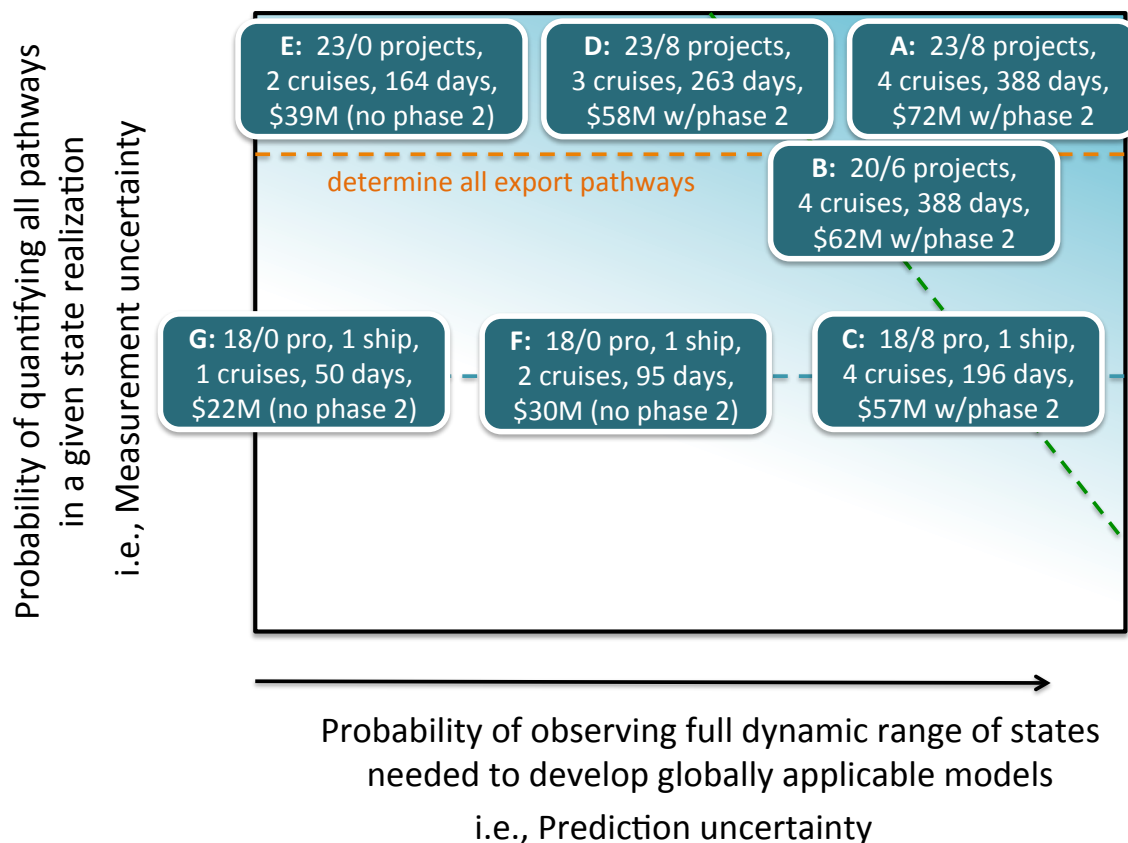 Probability of quantifying all pathways
in a given state realization
i.e., Measurement uncertainty
E: 23/0 projects,
2 cruises, 164 days,
$39M (no phase 2)
D: 23/8 projects,
3 cruises, 263 days,
$58M w/phase 2
A: 23/8 projects,
4 cruises, 388 days,
$72M w/phase 2
determine all export pathways
B: 20/6 projects,
4 cruises, 388 days,
$62M w/phase 2
G: 18/0 pro, 1 ship,
1 cruises, 50 days,
$22M (no phase 2)
F: 18/0 pro, 1 ship,
2 cruises, 95 days,
$30M (no phase 2)
C: 18/8 pro, 1 ship,
4 cruises, 196 days,
$57M w/phase 2
Probability of observing full dynamic range of states
needed to develop globally applicable models
i.e., Prediction uncertainty